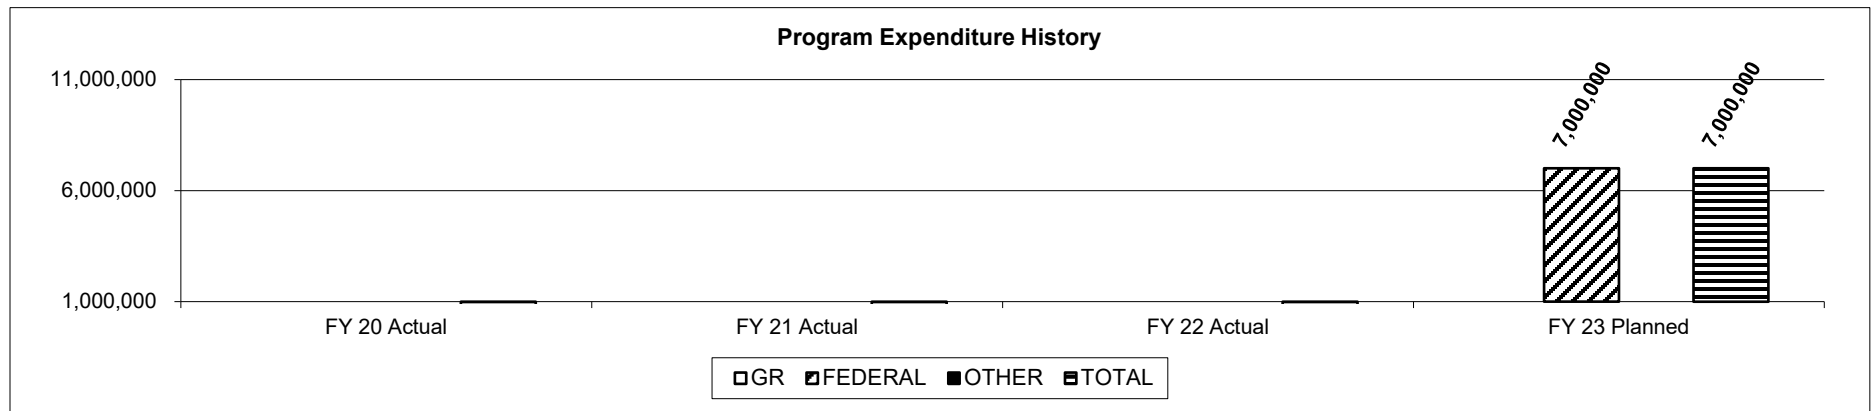 Program Expenditure History
11,000,000
6,000,000
1,000,000
7,000,000
7,000,000
FY 20 Actual
FY 21 Actual
FY 22 Actual
FY 23 Planned
GR FEDERAL OTHER TOTAL